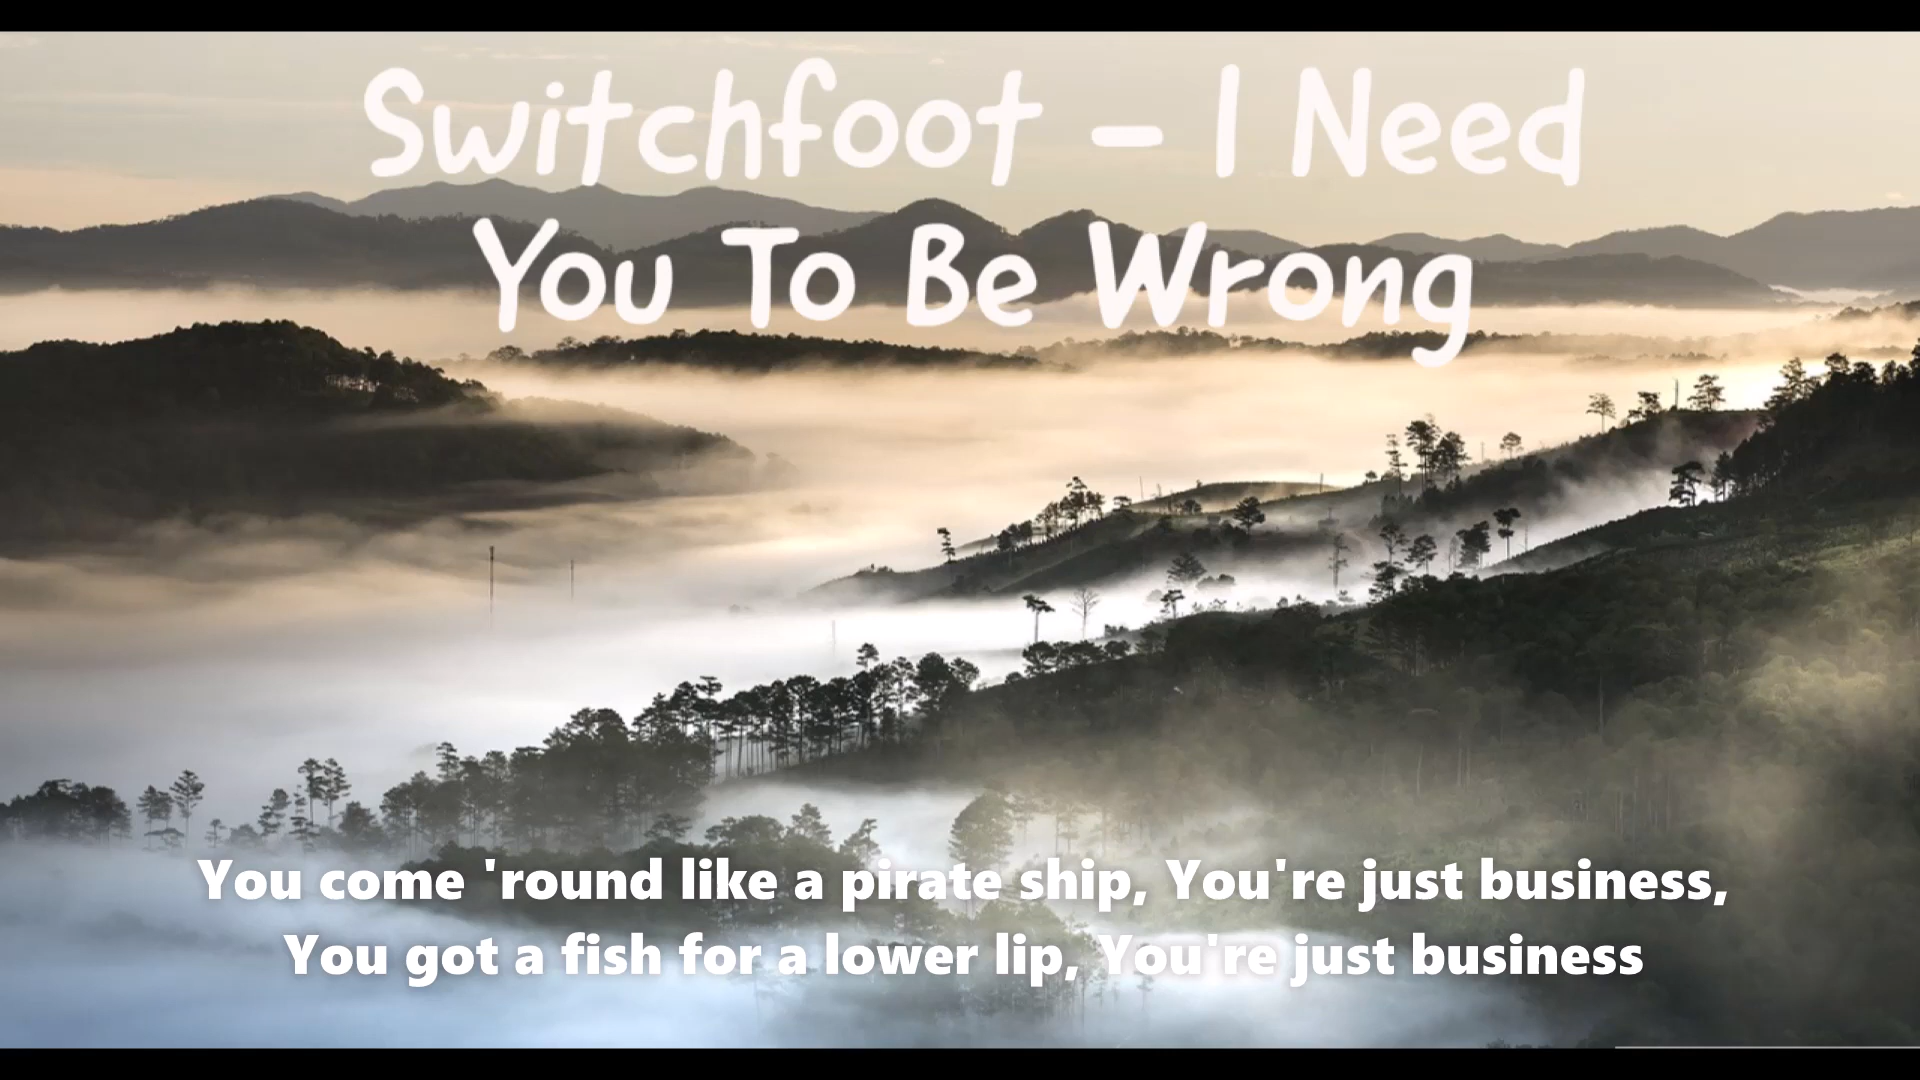 Switchfoot - I Need
You To Be Wrong
You come 'round like a pirate ship, You're just business,
You got a fish for a lower lip, You're just business